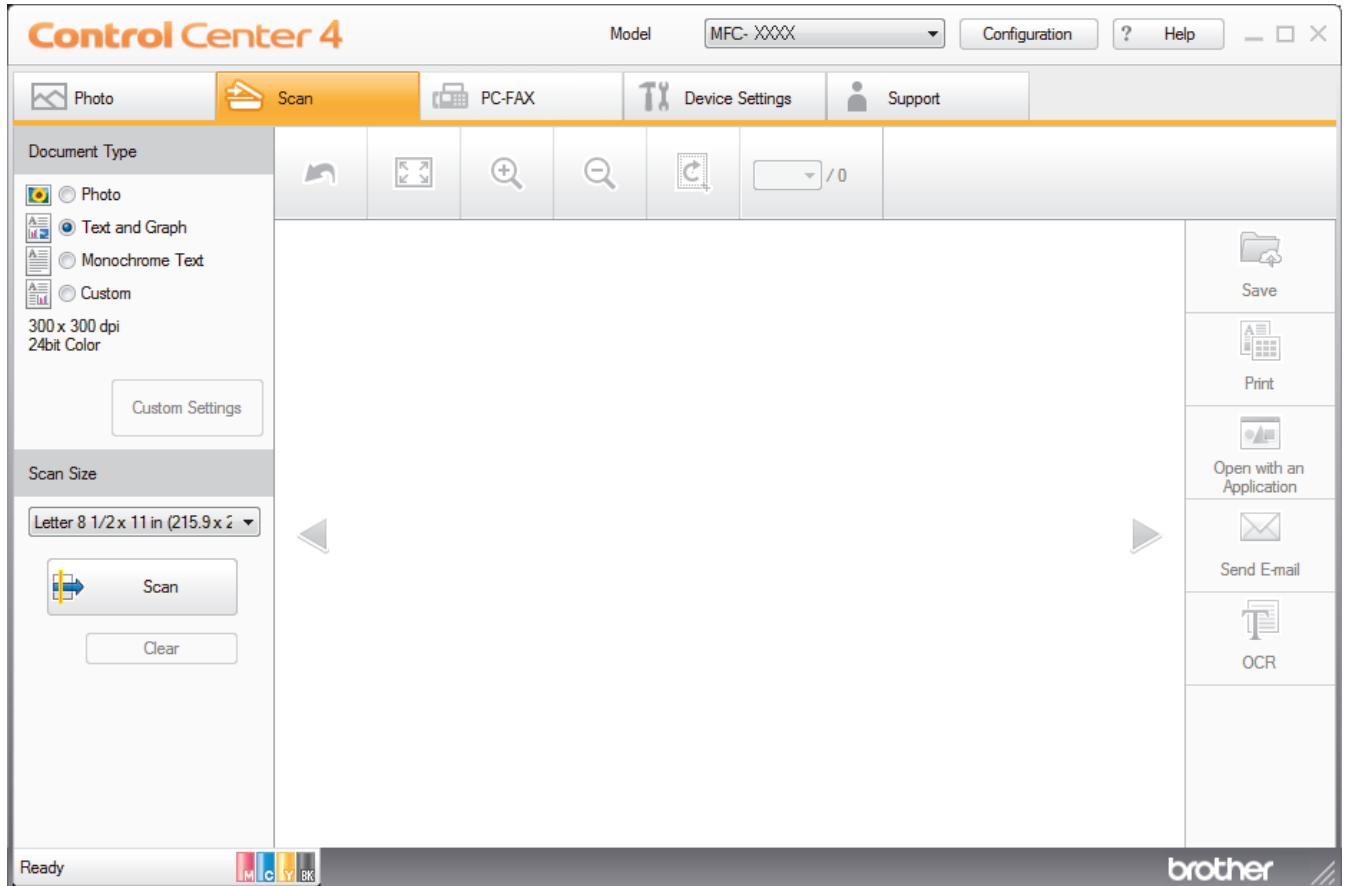 Control Center 4
Model
MFC- XXXX
Configuration
? Help
Photo
Scan
PC-FAX
Device Settings
Support
Document Type
Photo
Text and Graph
Monochrome Text
Custom
300 x 300 dpi
24bit Color
Custom Settings
/ 0
Scan Size
Letter 8 1/2 x 11 in (215.9 x 2
Scan
Clear
Save
Print
Open with an
Application
Send E-mail
OCR
Ready
M C Y BK
brother